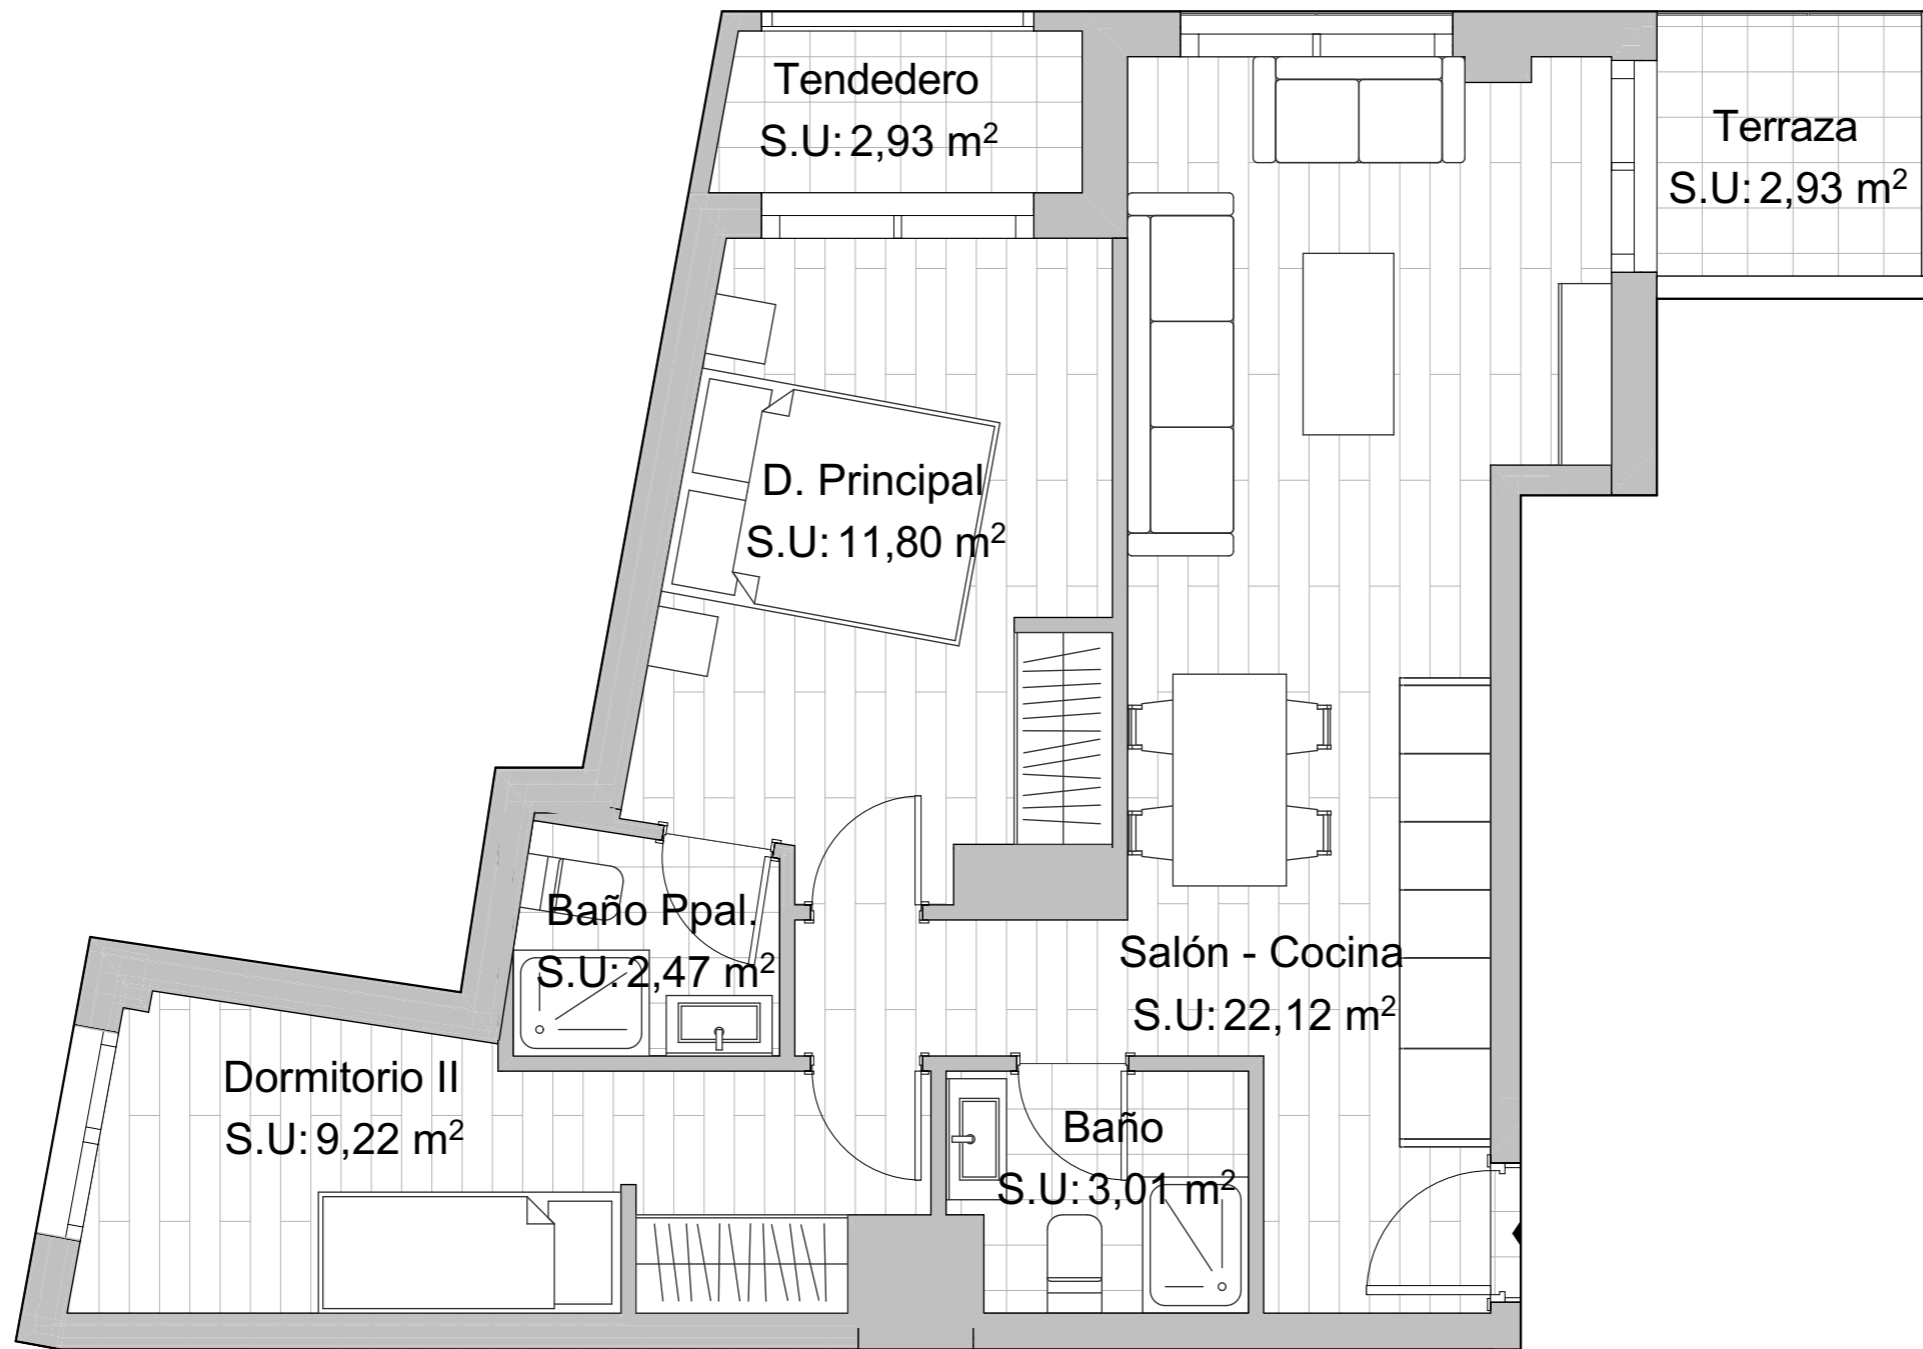 Tendedero
S.U: 2,93 m²
Terraza
S.U: 2,93 m²
D. Principal
S.U: 11,80 m²
Baño Ppal.
S.U: 2,47 m²
Salón - Cocina
S.U: 22,12 m²
Dormitorio II
S.U: 9,22 m²
Baño
S.U: 3,01 m²